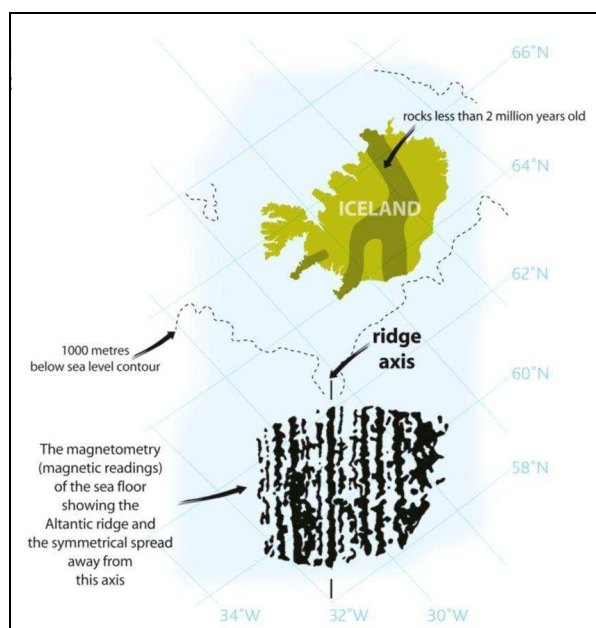 66°N
rocks less than 2 million years old
64°N
ICELAND
62°N
1000 metres
below sea level contour
ridge
axis
60°N
The magnetometry
(magnetic readings)
of the sea floor
showing the
Altantic ridge and
the symmetrical spread
away from
this axis
58°N
34°W
32°W
30°W